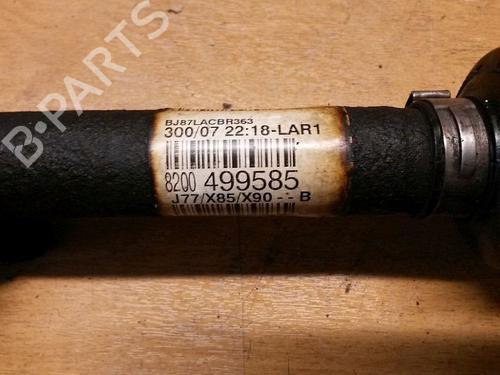 B-PARTS
BJ87LACBR363
300/07 22:18-LAR1
8200 499585
J77/X85/X90 - - B